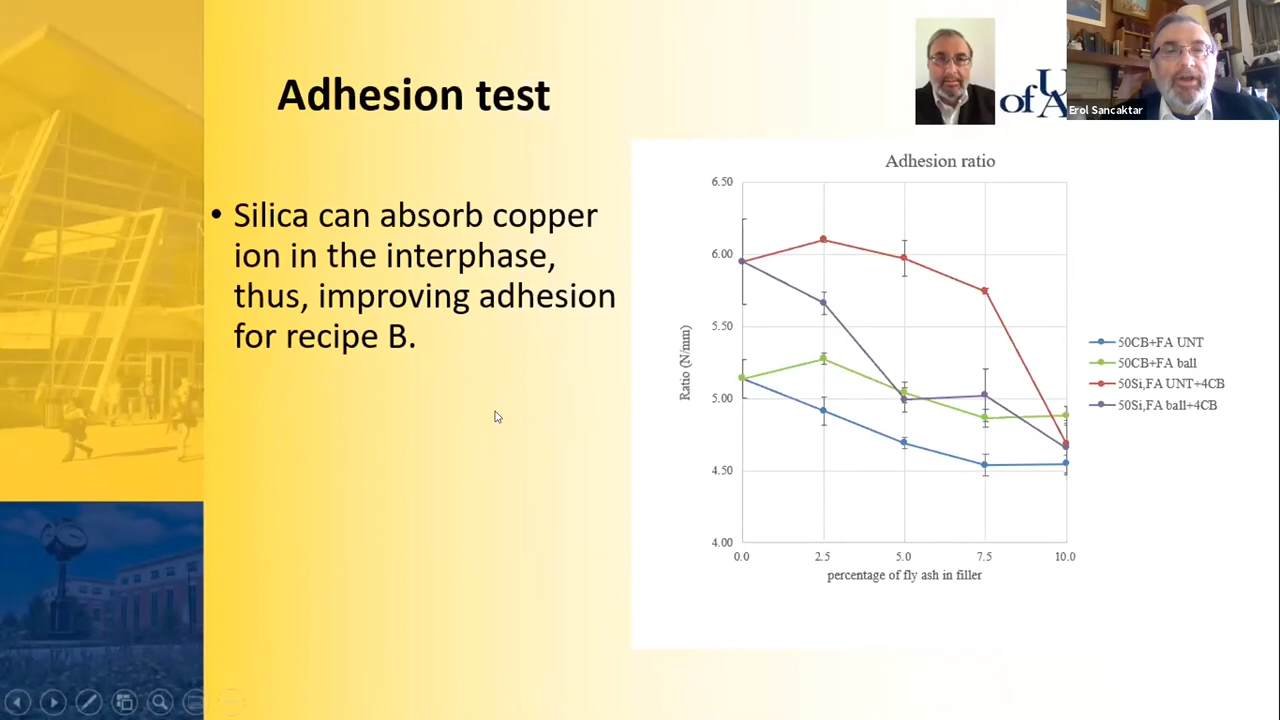 Adhesion test
U
of A
Erol Sancaktar
• Silica can absorb copper
ion in the interphase,
thus, improving adhesion
for recipe B.
Adhesion ratio
6.50
6.00
5.50
5.00
4.50
4.00
Ratio (N/mm)
0.0 2.5 5.0 7.5 10.0
percentage of fly ash in filler
50CB+FA UNT
50CB+FA ball
50Si,FA UNT+4CB
50Si,FA ball+4CB